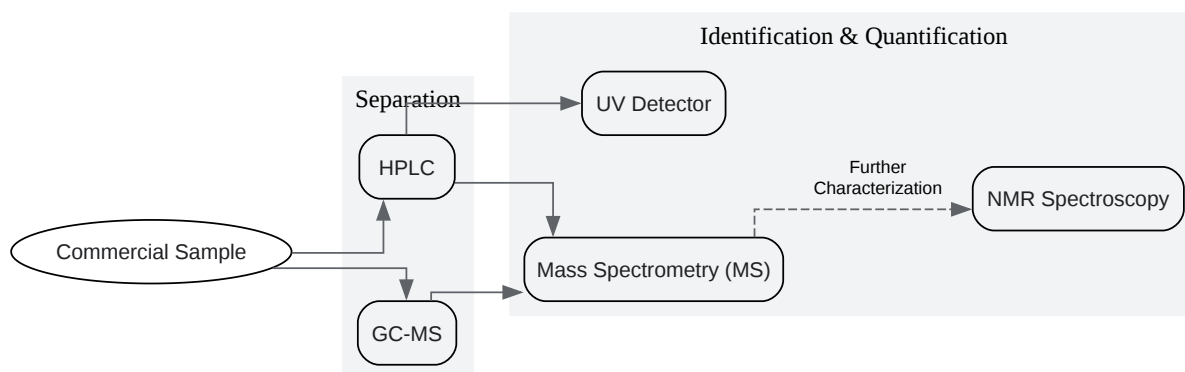 Identification & Quantification
Separation
UV Detector
HPLC
Further
Characterization
NMR Spectroscopy
Commercial Sample
Mass Spectrometry (MS)
GC-MS